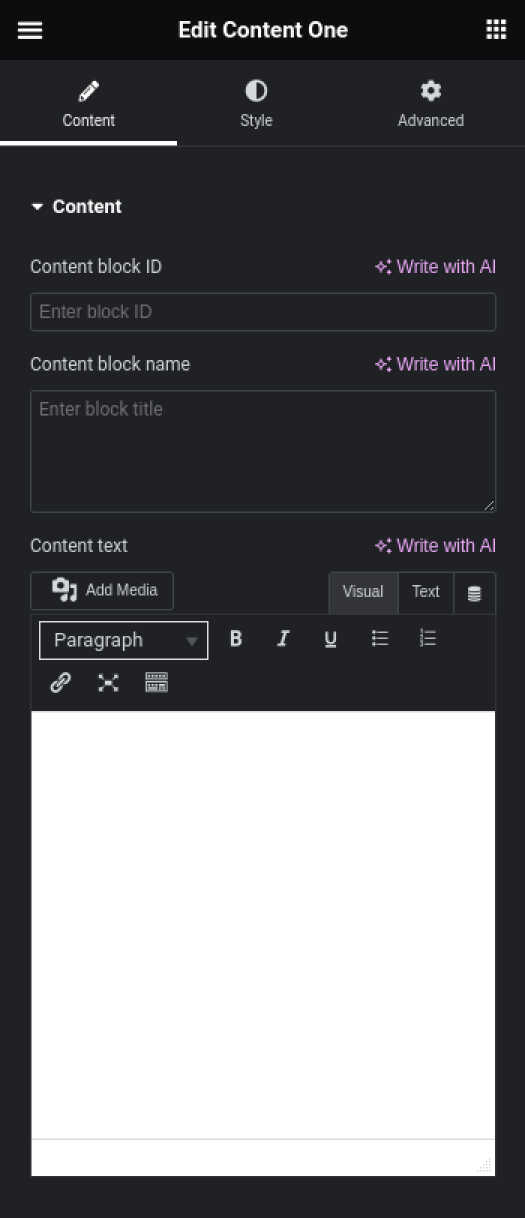 Edit Content One
Content Style Advanced
Content
Content block ID Write with AI
Enter block ID
Content block name Write with AI
Enter block title
Content text Write with AI
Add Media Visual Text
Paragraph B I U